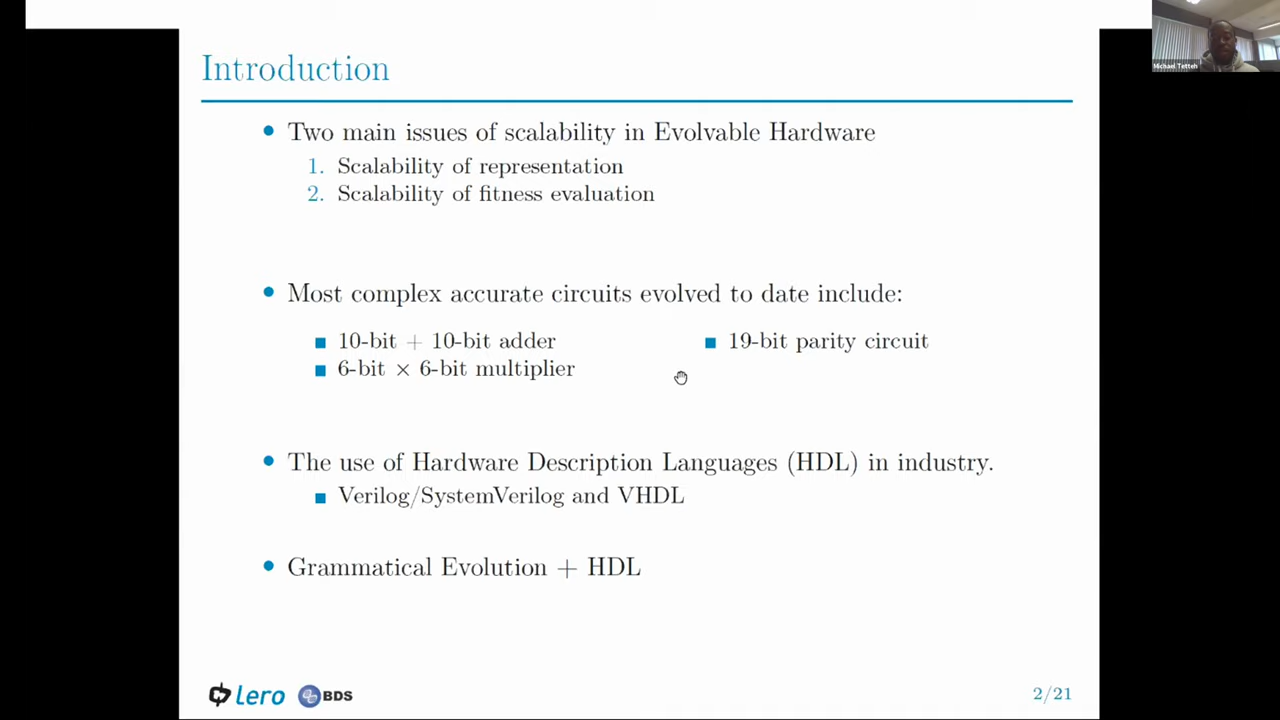 Introduction
Michael Tetteh
• Two main issues of scalability in Evolvable Hardware
1. Scalability of representation
2. Scalability of fitness evaluation
• Most complex accurate circuits evolved to date include:
■ 10-bit + 10-bit adder
■ 6-bit × 6-bit multiplier
■ 19-bit parity circuit
• The use of Hardware Description Languages (HDL) in industry.
■ Verilog/SystemVerilog and VHDL
• Grammatical Evolution + HDL
lero BDS
2/21